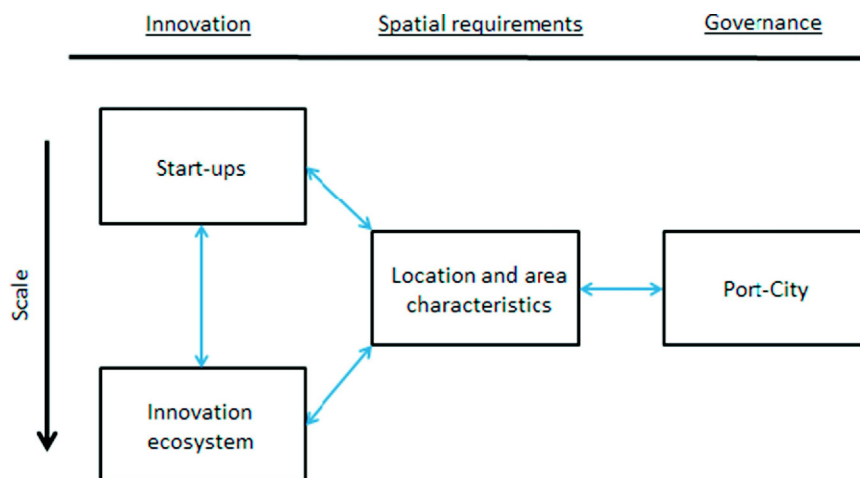 Innovation
Spatial requirements
Governance
Scale
Start-ups
Location and area
characteristics
Port-City
Innovation
ecosystem